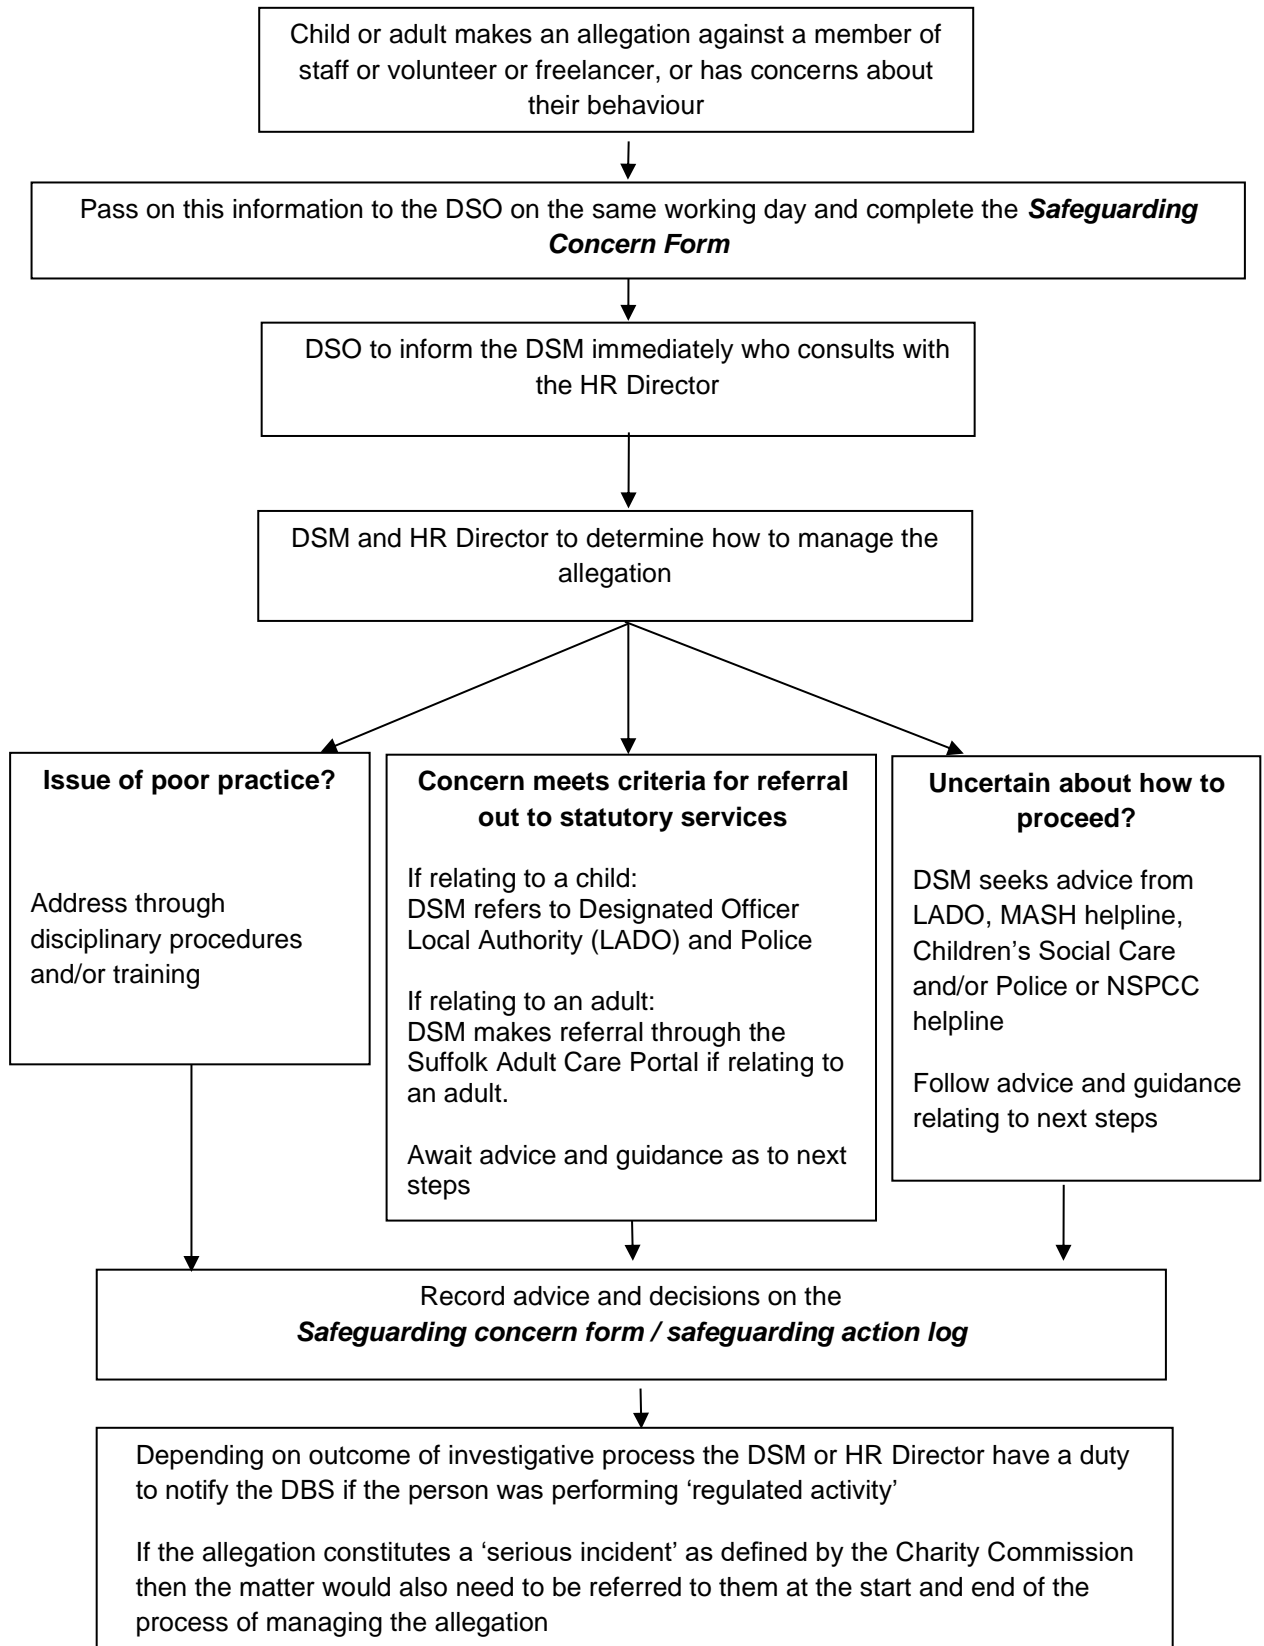 Child or adult makes an allegation against a member of
staff or volunteer or freelancer, or has concerns about
their behaviour
Pass on this information to the DSO on the same working day and complete the Safeguarding
Concern Form
DSO to inform the DSM immediately who consults with
the HR Director
DSM and HR Director to determine how to manage the
allegation
Issue of poor practice?
Address through
disciplinary procedures
and/or training
Concern meets criteria for referral
out to statutory services
If relating to a child:
DSM refers to Designated Officer
Local Authority (LADO) and Police
If relating to an adult:
DSM makes referral through the
Suffolk Adult Care Portal if relating to
an adult.
Await advice and guidance as to next
steps
Uncertain about how to
proceed?
DSM seeks advice from
LADO, MASH helpline,
Children’s Social Care
and/or Police or NSPCC
helpline
Follow advice and guidance
relating to next steps
Record advice and decisions on the
Safeguarding concern form / safeguarding action log
Depending on outcome of investigative process the DSM or HR Director have a duty
to notify the DBS if the person was performing ‘regulated activity’
If the allegation constitutes a ‘serious incident’ as defined by the Charity Commission
then the matter would also need to be referred to them at the start and end of the
process of managing the allegation